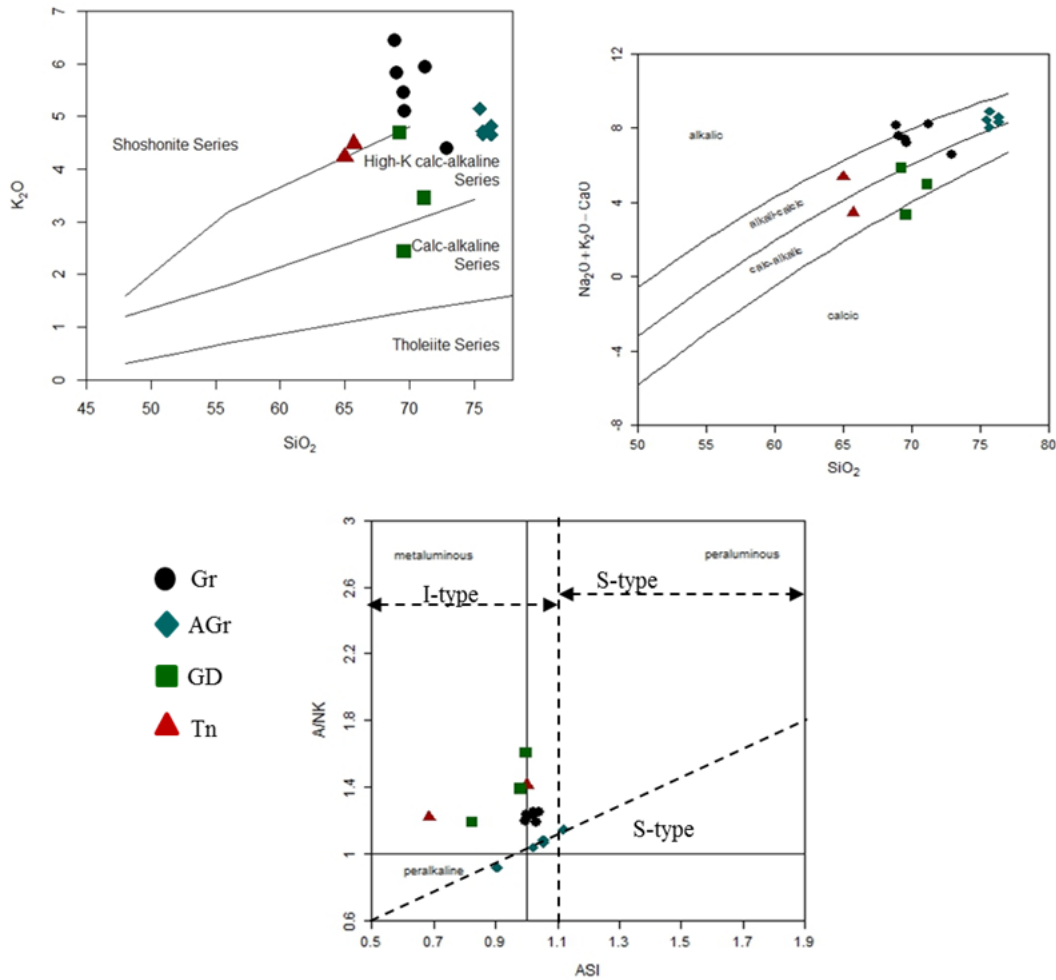 7
6
5
4
3
2
1
0
K₂O
Shoshonite Series
High-K calc-alkaline
Series
Calc-alkaline
Series
Tholeiite Series
45 50 55 60 65 70 75
SiO₂
12
8
4
0
-4
-8
Na₂O + K₂O – CaO
alkalic
alkali-calcic
calc-alkalic
calcic
50 55 60 65 70 75 80
SiO₂
Gr
AGr
GD
Tn
3
2.6
2.2
1.8
1.4
1
0.6
A/NK
metaluminous
peraluminous
I-type
S-type
S-type
peralkaline
0.5 0.7 0.9 1.1 1.3 1.5 1.7 1.9
ASI